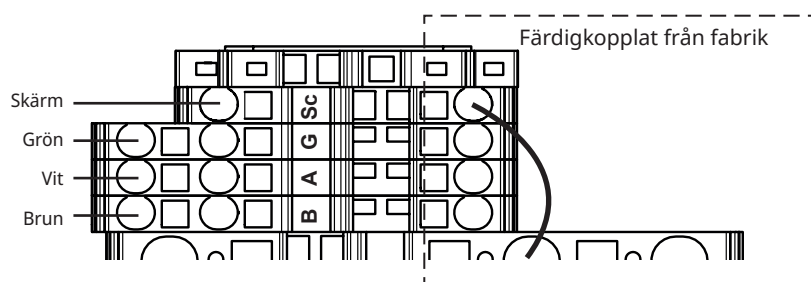 Färdigkopplat från fabrik
Skärm
Sc
Grön
G
Vit
A
Brun
B